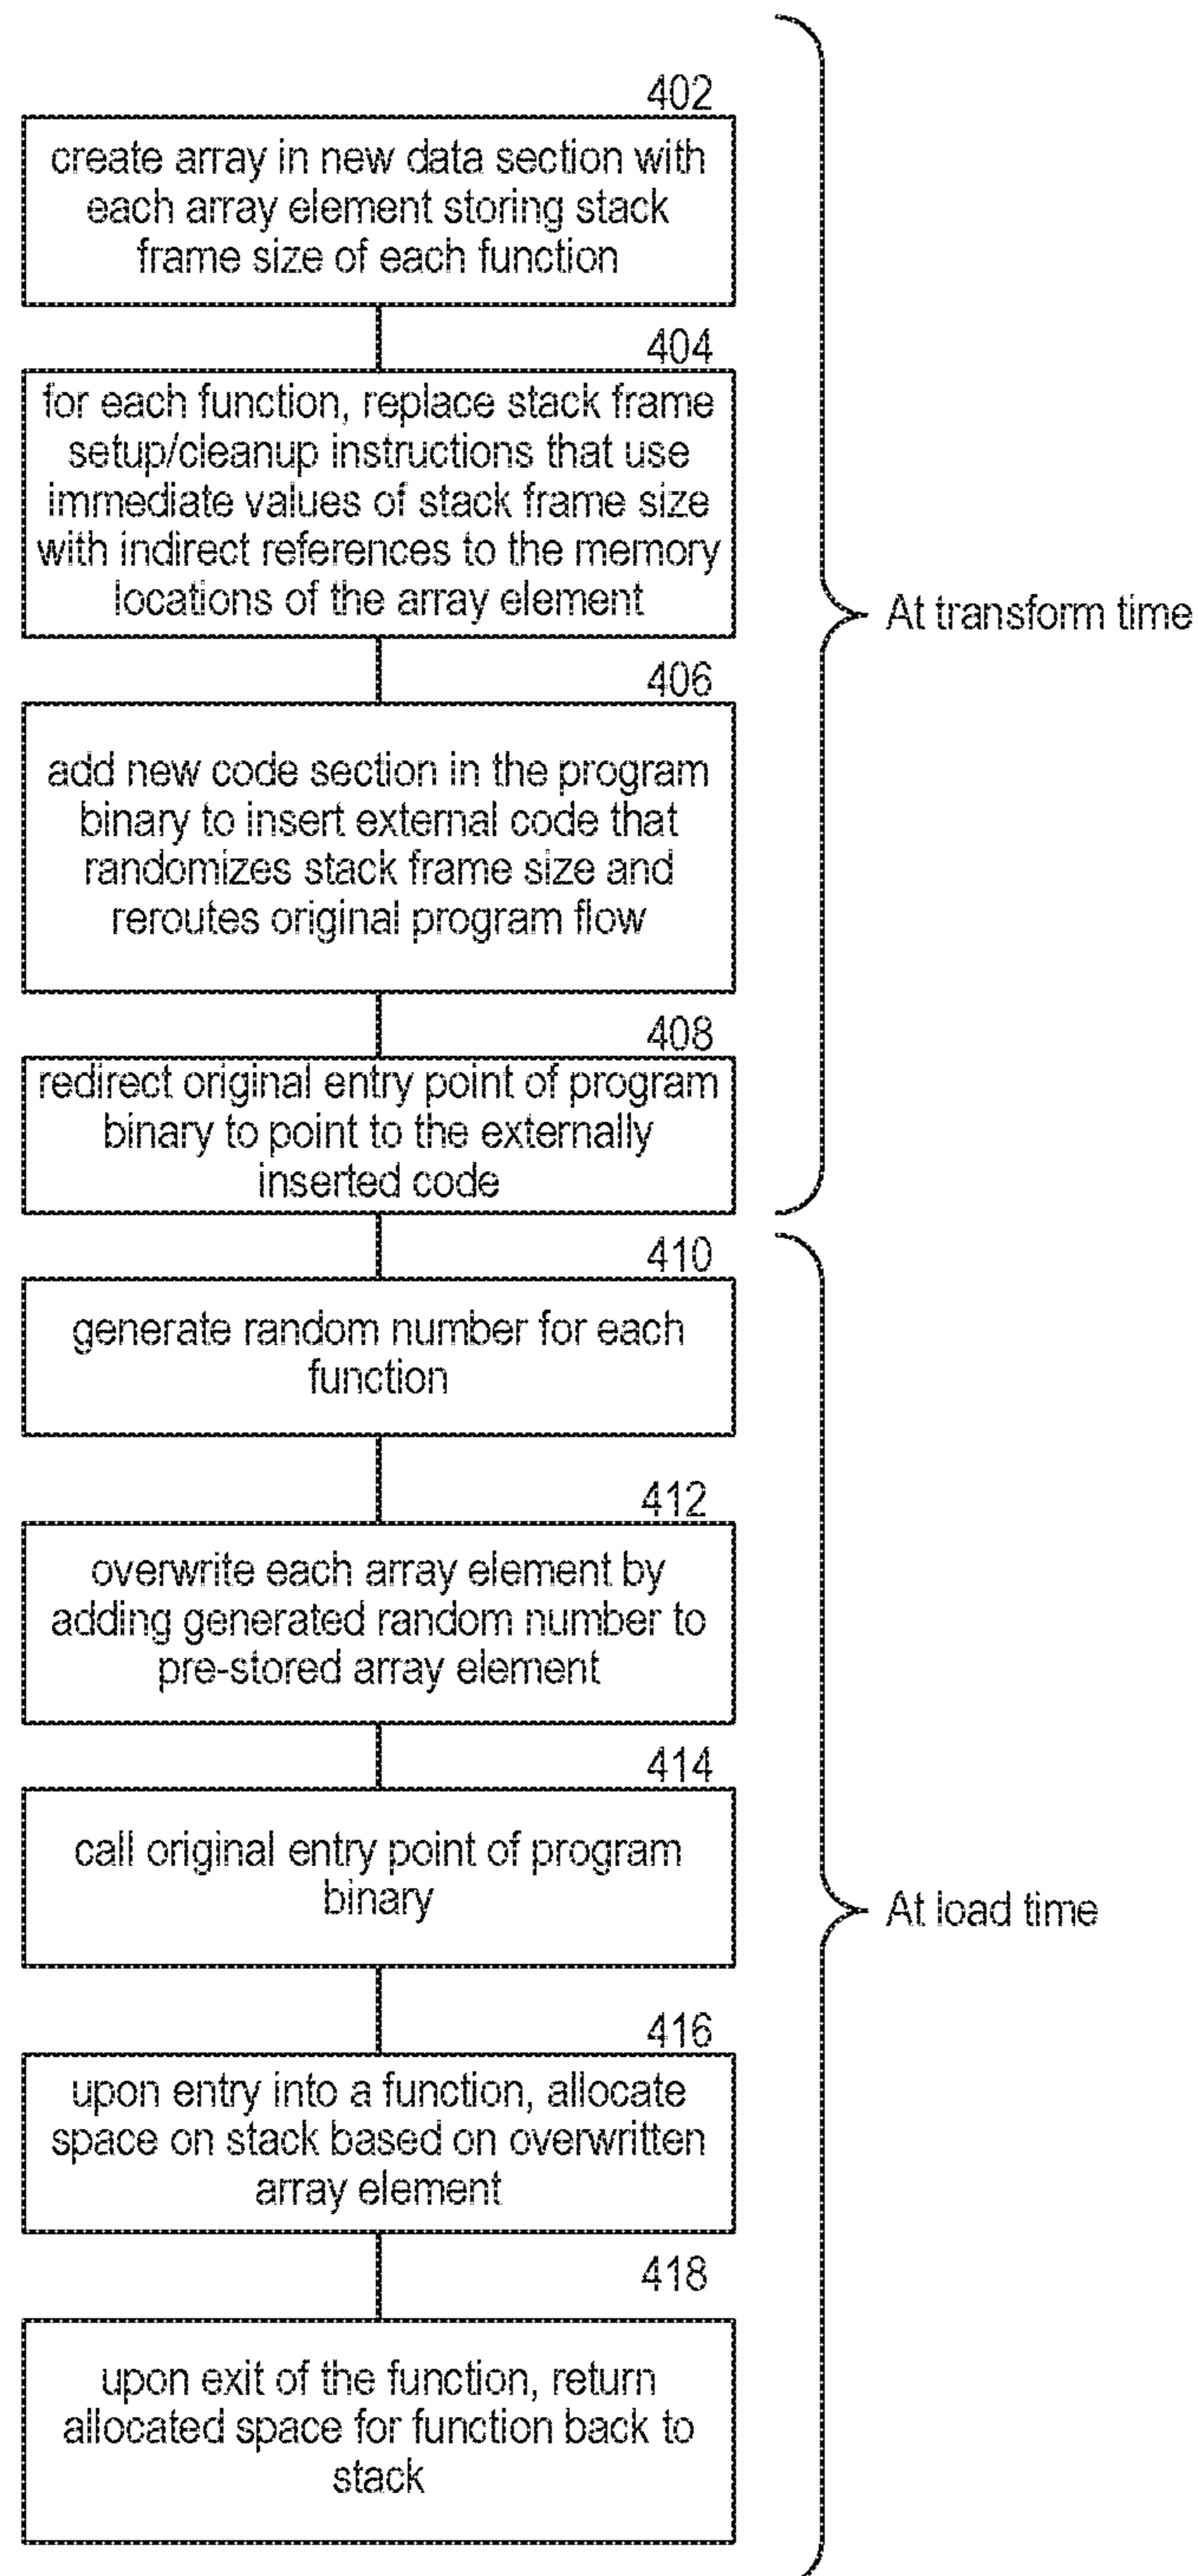 402
create array in new data section with
each array element storing stack
frame size of each function
404
for each function, replace stack frame
setup/cleanup instructions that use
immediate values of stack frame size
with indirect references to the memory
locations of the array element
406
add new code section in the program
binary to insert external code that
randomizes stack frame size and
reroutes original program flow
408
redirect original entry point of program
binary to point to the externally
inserted code
At transform time
410
generate random number for each
function
412
overwrite each array element by
adding generated random number to
pre-stored array element
414
call original entry point of program
binary
416
upon entry into a function, allocate
space on stack based on overwritten
array element
418
upon exit of the function, return
allocated space for function back to
stack
At load time